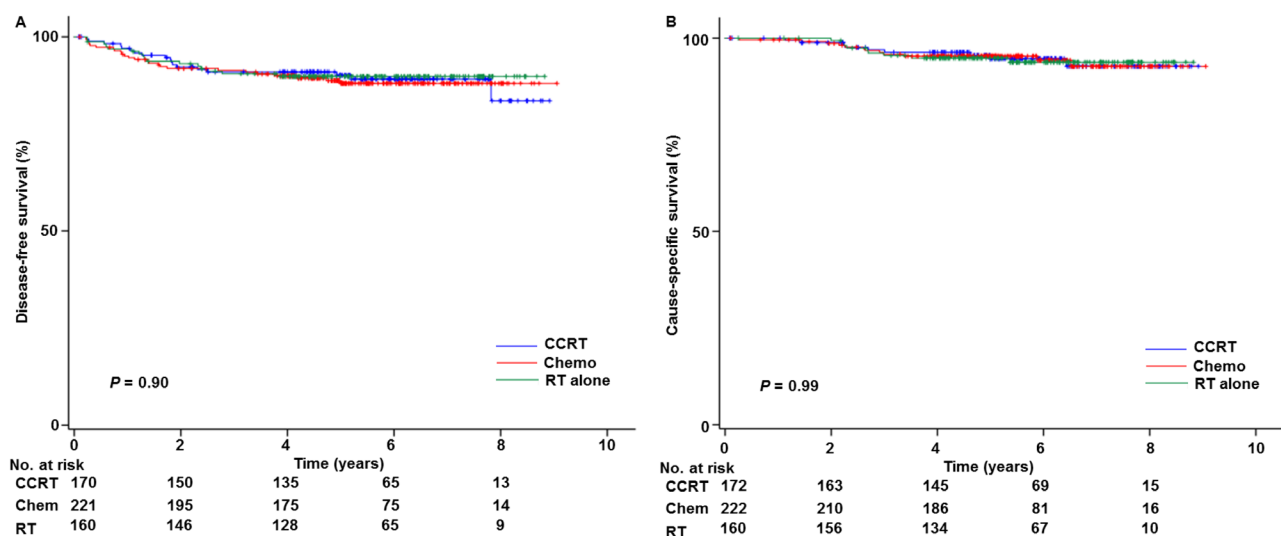 A
Disease-free survival (%)
100
50
0
CCRT
Chemo
RT alone
P = 0.90
0 2 4 6 8 10
Time (years)
No. at risk
CCRT 170 150 135 65 13
Chem 221 195 175 75 14
RT 160 146 128 65 9
B
Cause-specific survival (%)
100
50
0
CCRT
Chemo
RT alone
P = 0.99
0 2 4 6 8 10
Time (years)
No. at risk
CCRT 172 163 145 69 15
Chem 222 210 186 81 16
RT 160 156 134 67 10